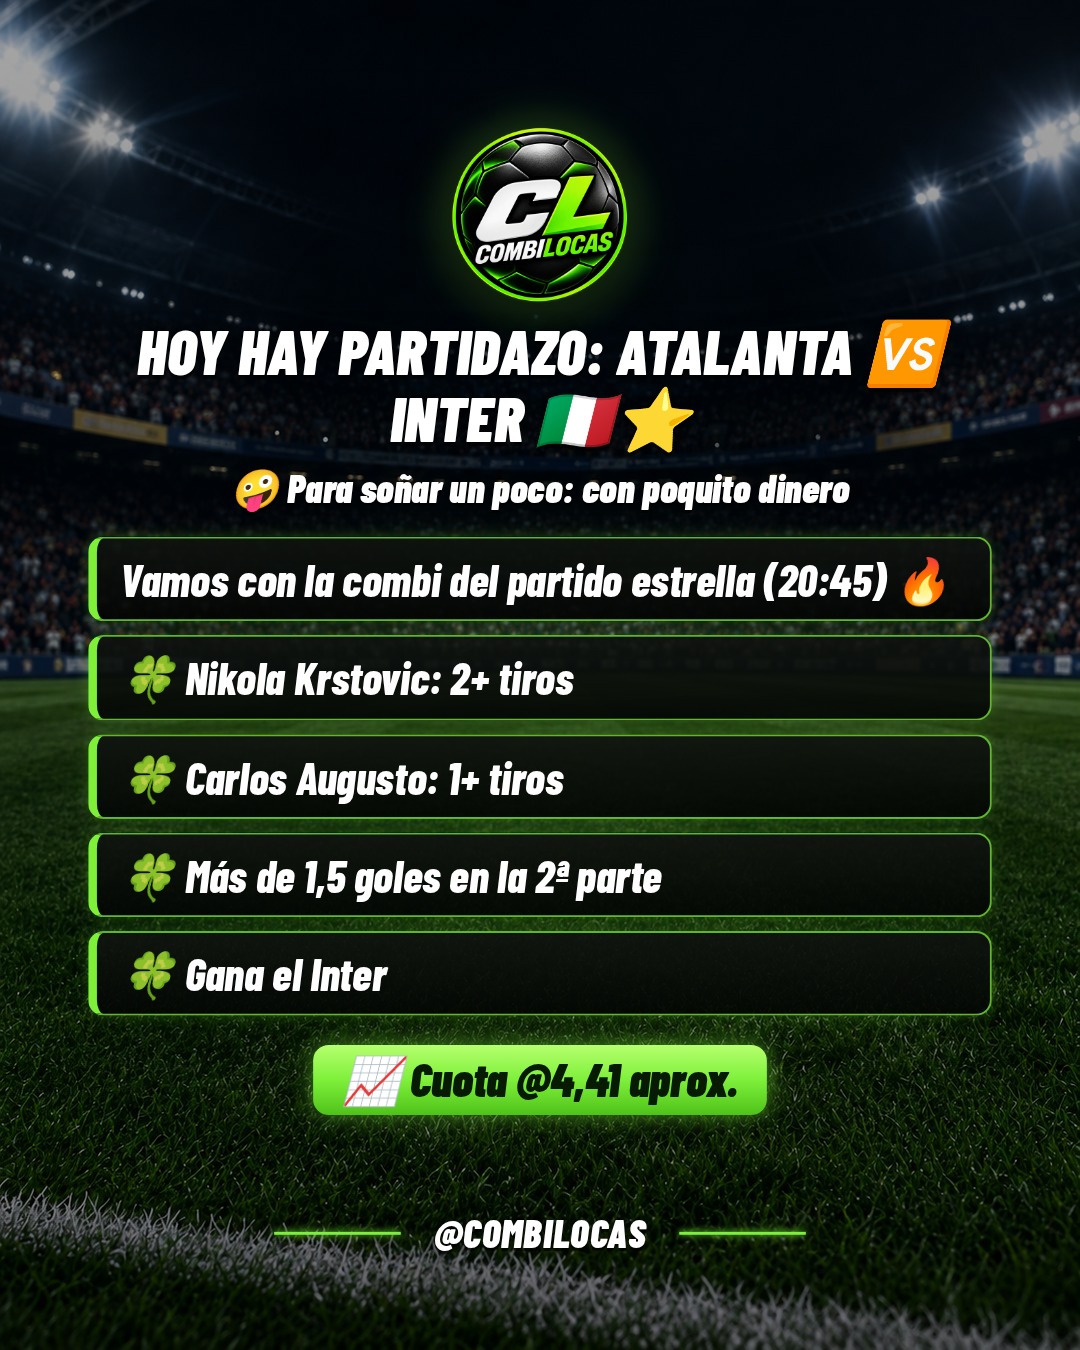 CL
COMBILOCAS
HOY HAY PARTIDAZO: ATALANTA 🆚
INTER 🇮🇹⭐
🤪 Para soñar un poco: con poquito dinero
Vamos con la combi del partido estrella (20:45) 🔥
🍀 Nikola Krstovic: 2+ tiros
🍀 Carlos Augusto: 1+ tiros
🍀 Más de 1,5 goles en la 2ª parte
🍀 Gana el Inter
📈 Cuota @4,41 aprox.
@COMBILOCAS